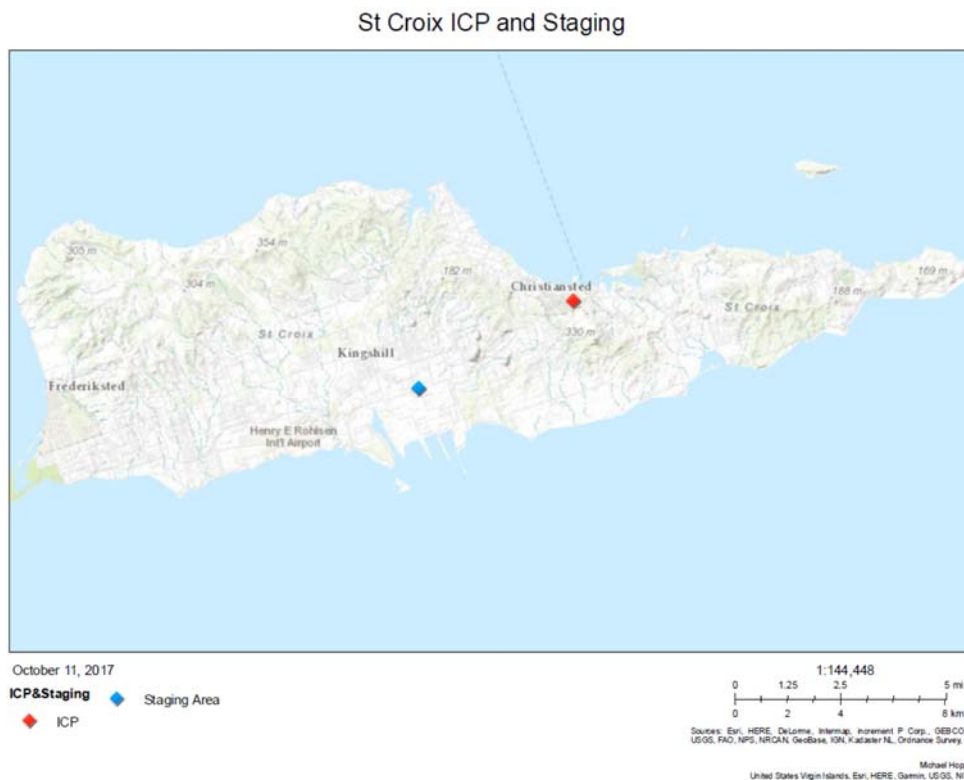 St Croix ICP and Staging
305 m
354 m
304 m
182 m
Christiansted
169 m
188 m
St Croix
St Croix
330 m
Kingshill
Frederiksted
Henry E Rohlsen
Int'l Airport
October 11, 2017
ICP&Staging
Staging Area
ICP
1:144,448
0 1.25 2.5 5 mi
0 2 4 8 km
Sources: Esri, HERE, DeLorme, Intermap, increment P Corp., GEBCO
USGS, FAO, NPS, NRCAN, GeoBase, IGN, Kadaster NL, Ordnance Survey,
Michael Hop
United States Virgin Islands, Esri, HERE, Garmin, USGS,